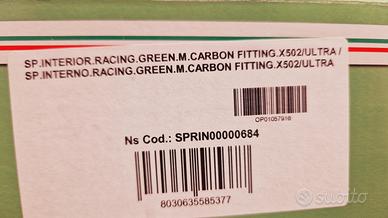 SP.INTERIOR.RACING.GREEN.M.CARBON FITTING.X502/ULTRA /
SP.INTERNO.RACING.GREEN.M.CARBON FITTING.X502/ULTRA
OP01057916
Ns Cod.: SPRIN00000684
8030635585377
subito